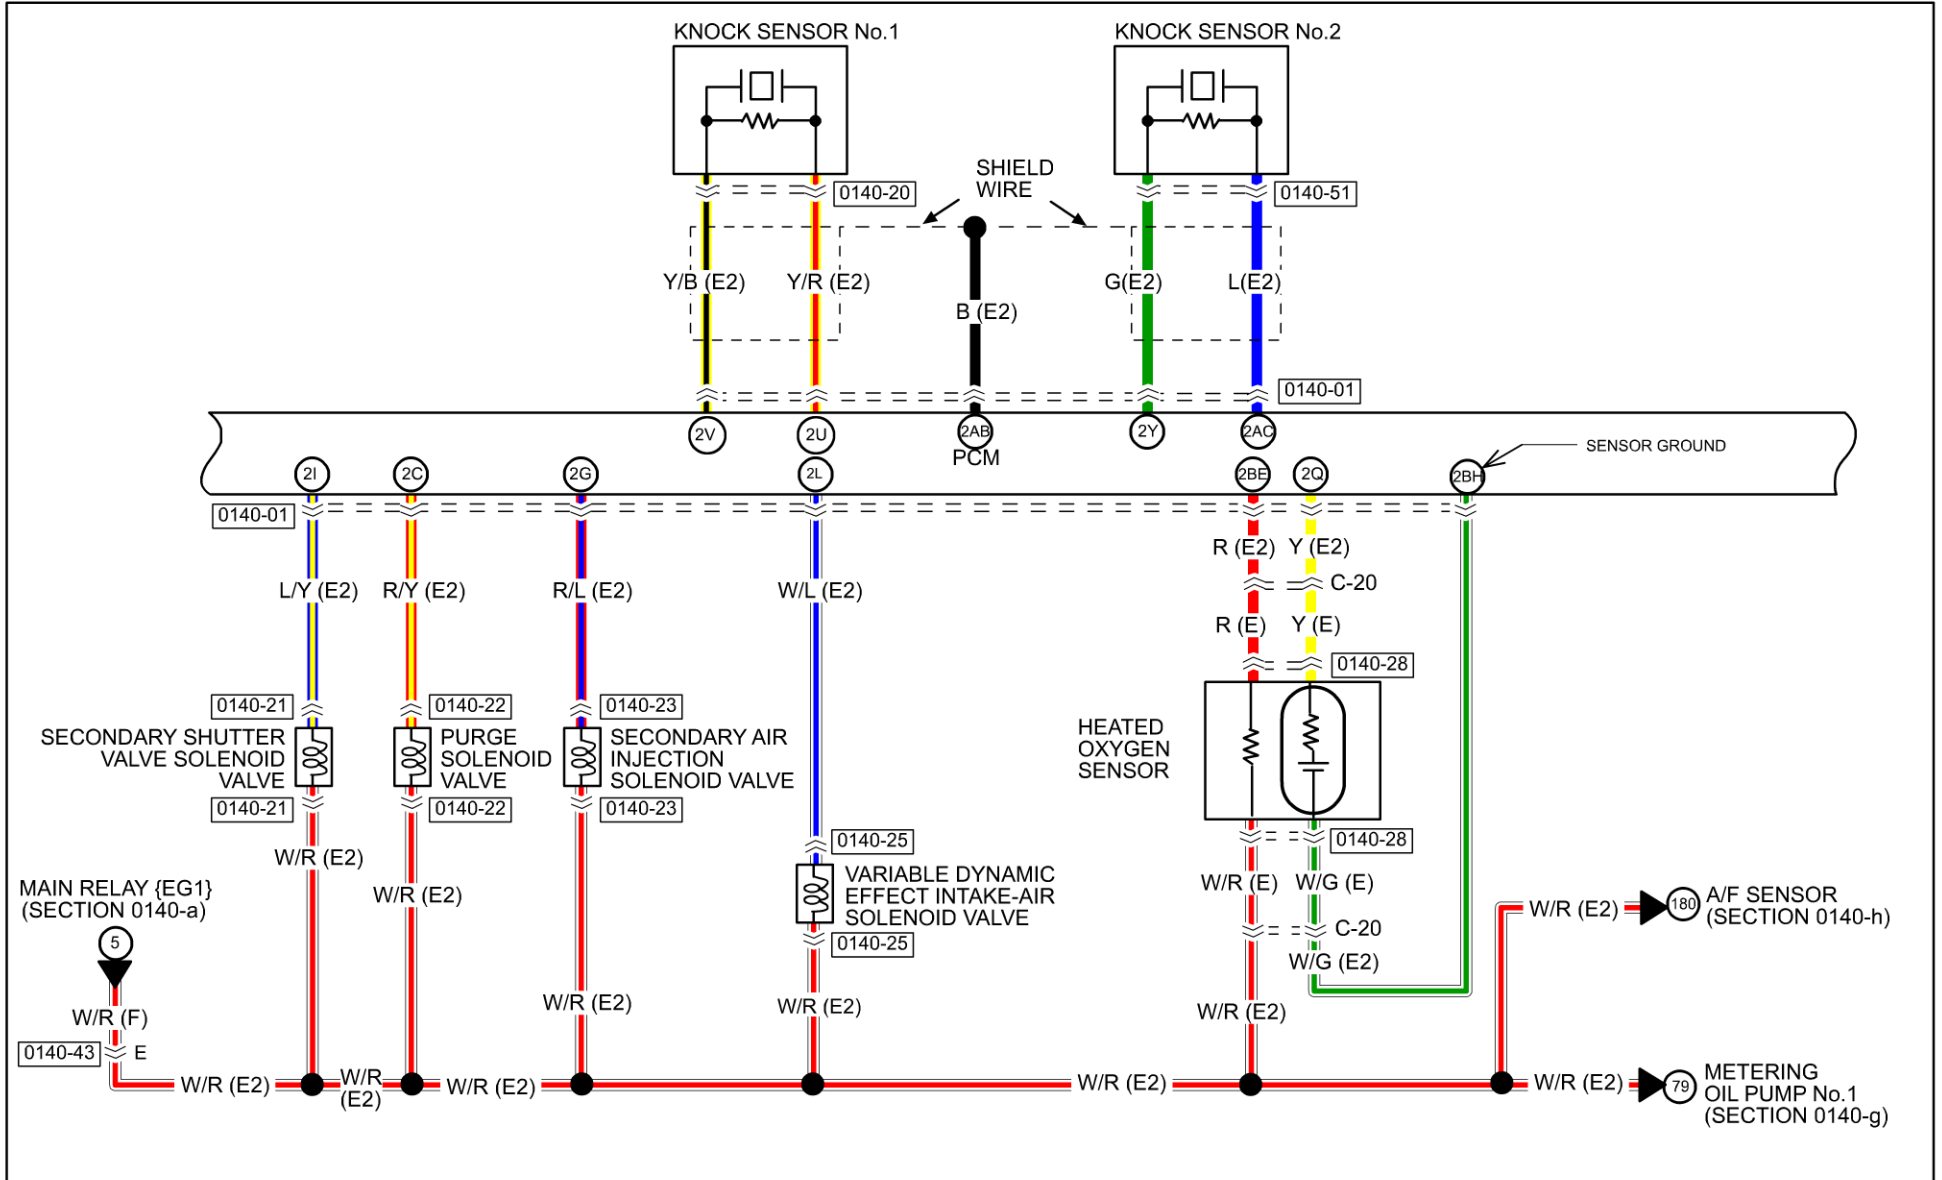 KNOCK SENSOR No.1
KNOCK SENSOR No.2
SHIELD
WIRE
0140-20
0140-51
Y/B (E2)
Y/R (E2)
B (E2)
G(E2)
L(E2)
0140-01
2V
2U
2AB
2Y
2AC
PCM
SENSOR GROUND
2I
2C
2G
2L
2BE
2Q
2BH
0140-01
R (E2)
Y (E2)
C-20
L/Y (E2)
R/Y (E2)
R/L (E2)
W/L (E2)
R (E)
Y (E)
0140-28
0140-21
0140-22
0140-23
SECONDARY SHUTTER
VALVE SOLENOID
VALVE
PURGE
SOLENOID
VALVE
SECONDARY AIR
INJECTION
SOLENOID VALVE
HEATED
OXYGEN
SENSOR
0140-21
0140-22
0140-23
0140-25
0140-28
W/R (E2)
W/R (E2)
VARIABLE DYNAMIC
EFFECT INTAKE-AIR
SOLENOID VALVE
W/R (E)
W/G (E)
MAIN RELAY {EG1}
(SECTION 0140-a)
5
0140-25
C-20
W/G (E2)
W/R (E2)
180
A/F SENSOR
(SECTION 0140-h)
W/R (F)
W/R (E2)
W/R (E2)
W/R (E2)
0140-43
E
W/R (E2)
W/R
(E2)
W/R (E2)
W/R (E2)
W/R (E2)
79
METERING
OIL PUMP No.1
(SECTION 0140-g)